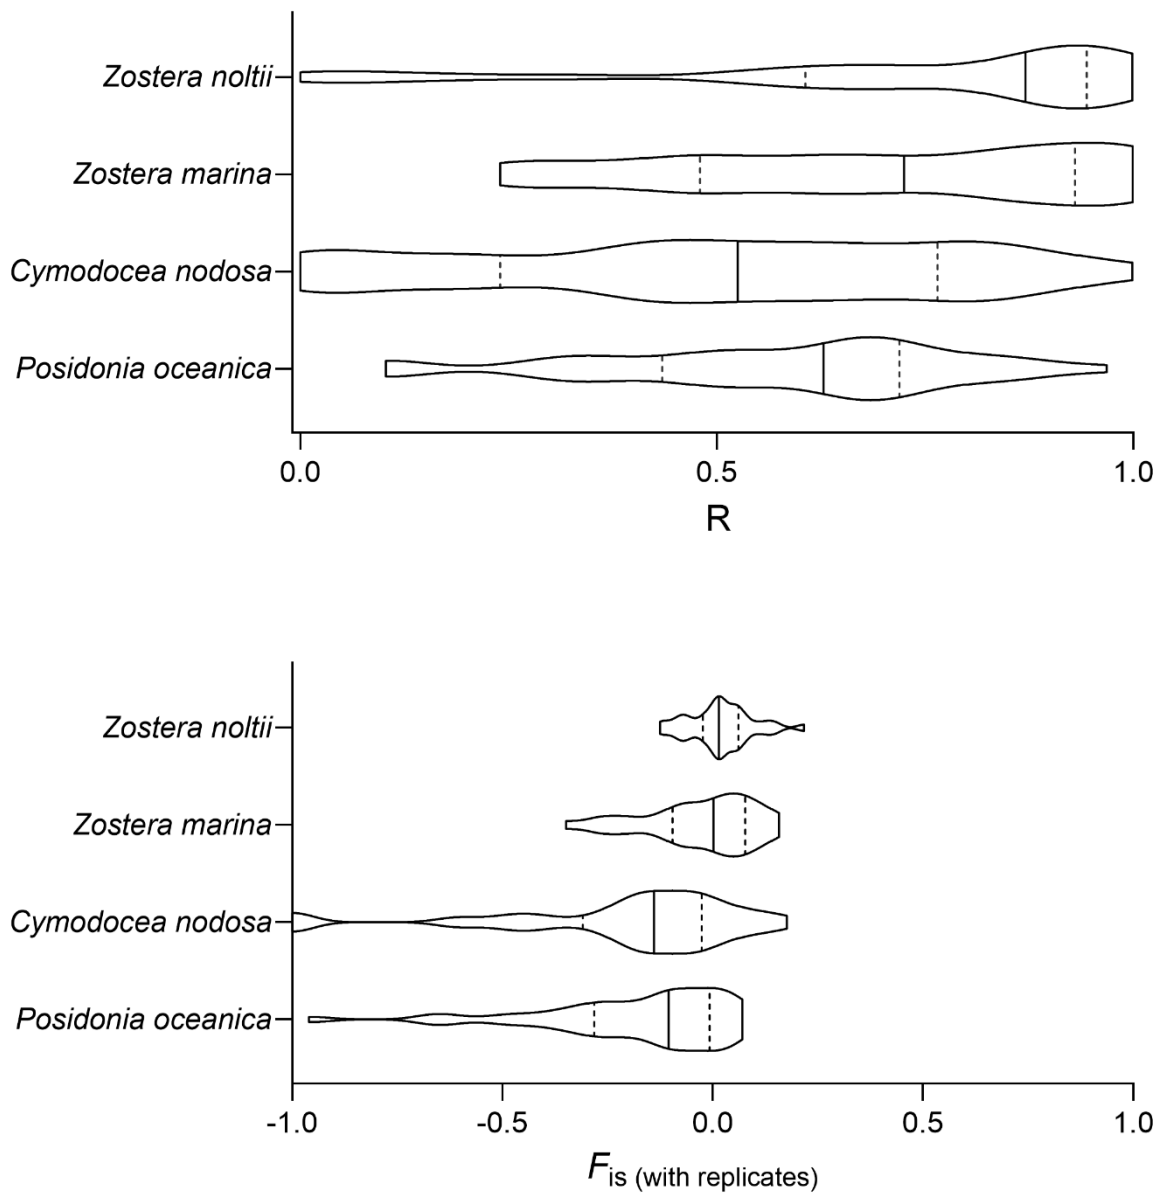 Zostera noltii
Zostera marina
Cymodocea nodosa
Posidonia oceanica
0.0 0.5 1.0
R
Zostera noltii
Zostera marina
Cymodocea nodosa
Posidonia oceanica
-1.0 -0.5 0.0 0.5 1.0
Fis (with replicates)